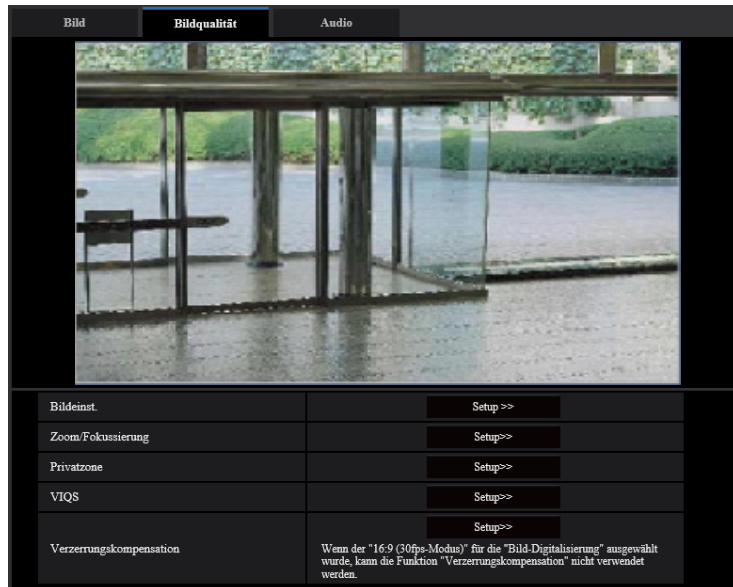 Bild Bildqualität Audio
Bildeinst. Setup >>
Zoom/Fokussierung Setup>>
Privatzone Setup>>
VIQS Setup>>
Setup>>
Verzerrungskompensation
Wenn der "16:9 (30fps-Modus)" für die "Bild-Digitalisierung" ausgewählt
wurde, kann die Funktion "Verzerrungskompensation" nicht verwendet
werden.